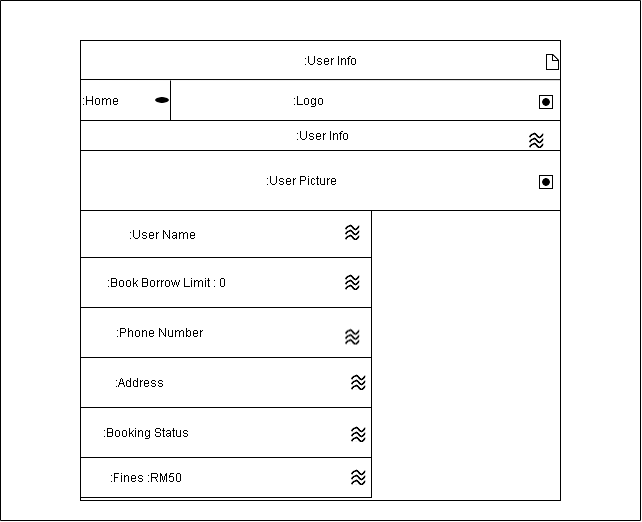 :User Info
:Home
:Logo
:User Info
:User Picture
:User Name
:Book Borrow Limit : 0
:Phone Number
:Address
:Booking Status
:Fines :RM50